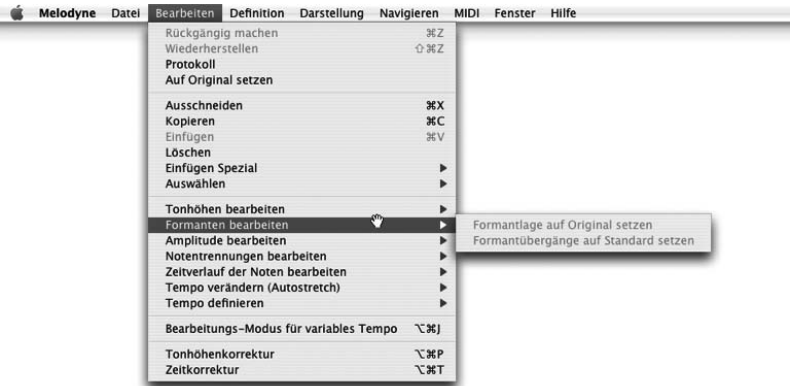 Melodyne Datei Bearbeiten Definition Darstellung Navigieren MIDI Fenster Hilfe
Rückgängig machen ⌘Z
Wiederherstellen ⇧⌘Z
Protokoll
Auf Original setzen
Ausschneiden ⌘X
Kopieren ⌘C
Einfügen ⌘V
Löschen
Einfügen Spezial
Auswählen
Tonhöhen bearbeiten
Formanten bearbeiten
Formantlage auf Original setzen
Formantübergänge auf Standard setzen
Amplitude bearbeiten
Notentrennungen bearbeiten
Zeitverlauf der Noten bearbeiten
Tempo verändern (Autostretch)
Tempo definieren
Bearbeitungs-Modus für variables Tempo ⌥⌘J
Tonhöhenkorrektur ⌥⌘P
Zeitkorrektur ⌥⌘T